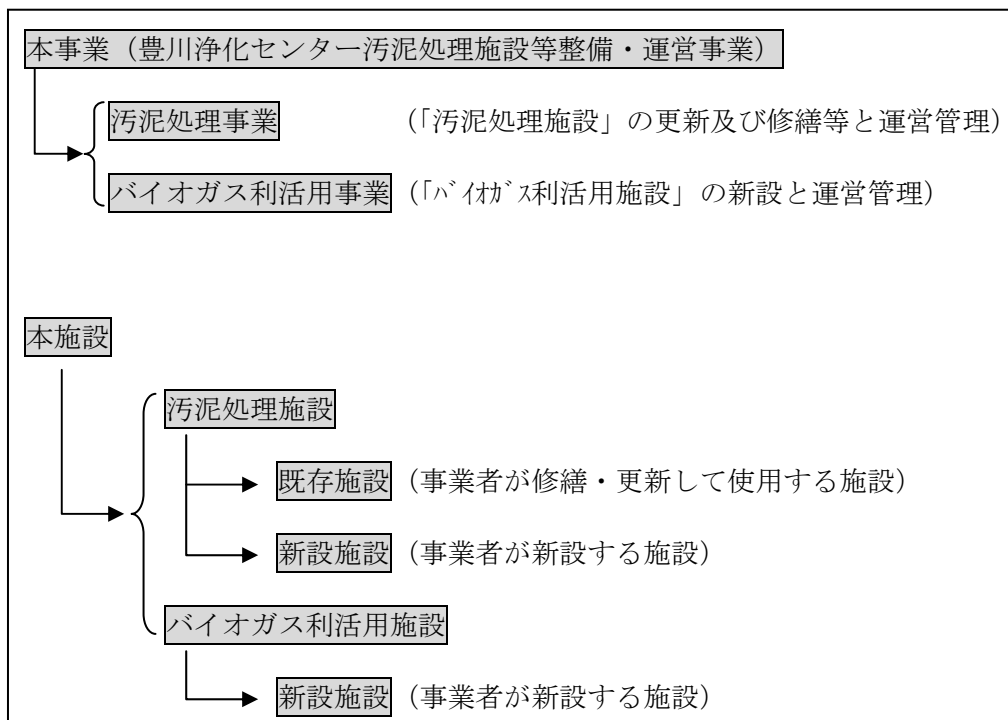 本事業（豊川浄化センター汚泥処理施設等整備・運営事業）
汚泥処理事業 （「汚泥処理施設」の更新及び修繕等と運営管理）
バイオガス利活用事業 （「ﾊﾞｲｵｶﾞｽ利活用施設」の新設と運営管理）
本施設
汚泥処理施設
既存施設 （事業者が修繕・更新して使用する施設）
新設施設 （事業者が新設する施設）
バイオガス利活用施設
新設施設 （事業者が新設する施設）